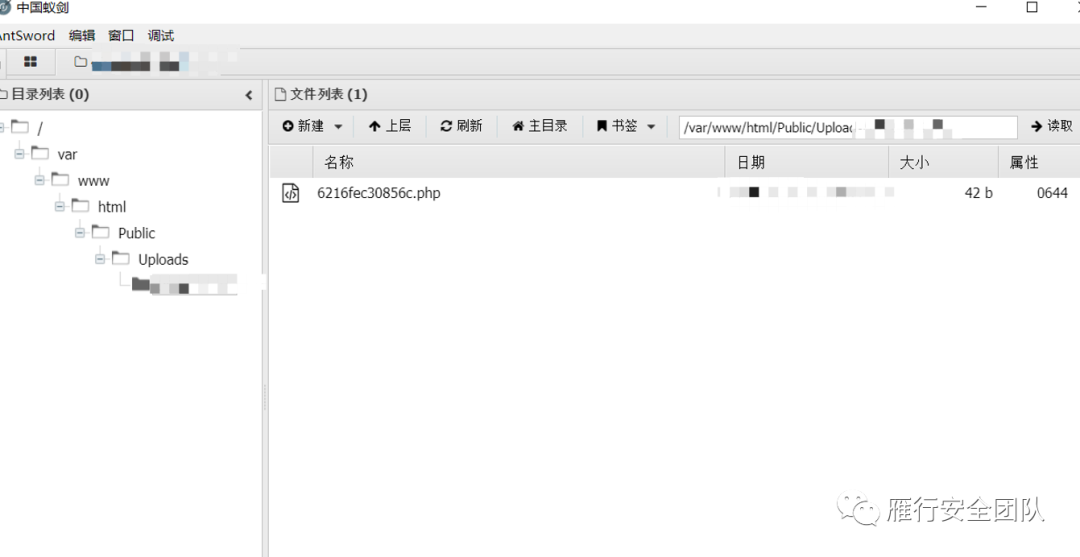 中国蚁剑
AntSword 编辑 窗口 调试
目录列表 (0)
/
var
www
html
Public
Uploads
文件列表 (1)
新建 上层 刷新 主目录 书签 /var/www/html/Public/Uploa 读取
名称 日期 大小 属性
6216fec30856c.php 42 b 0644
雁行安全团队